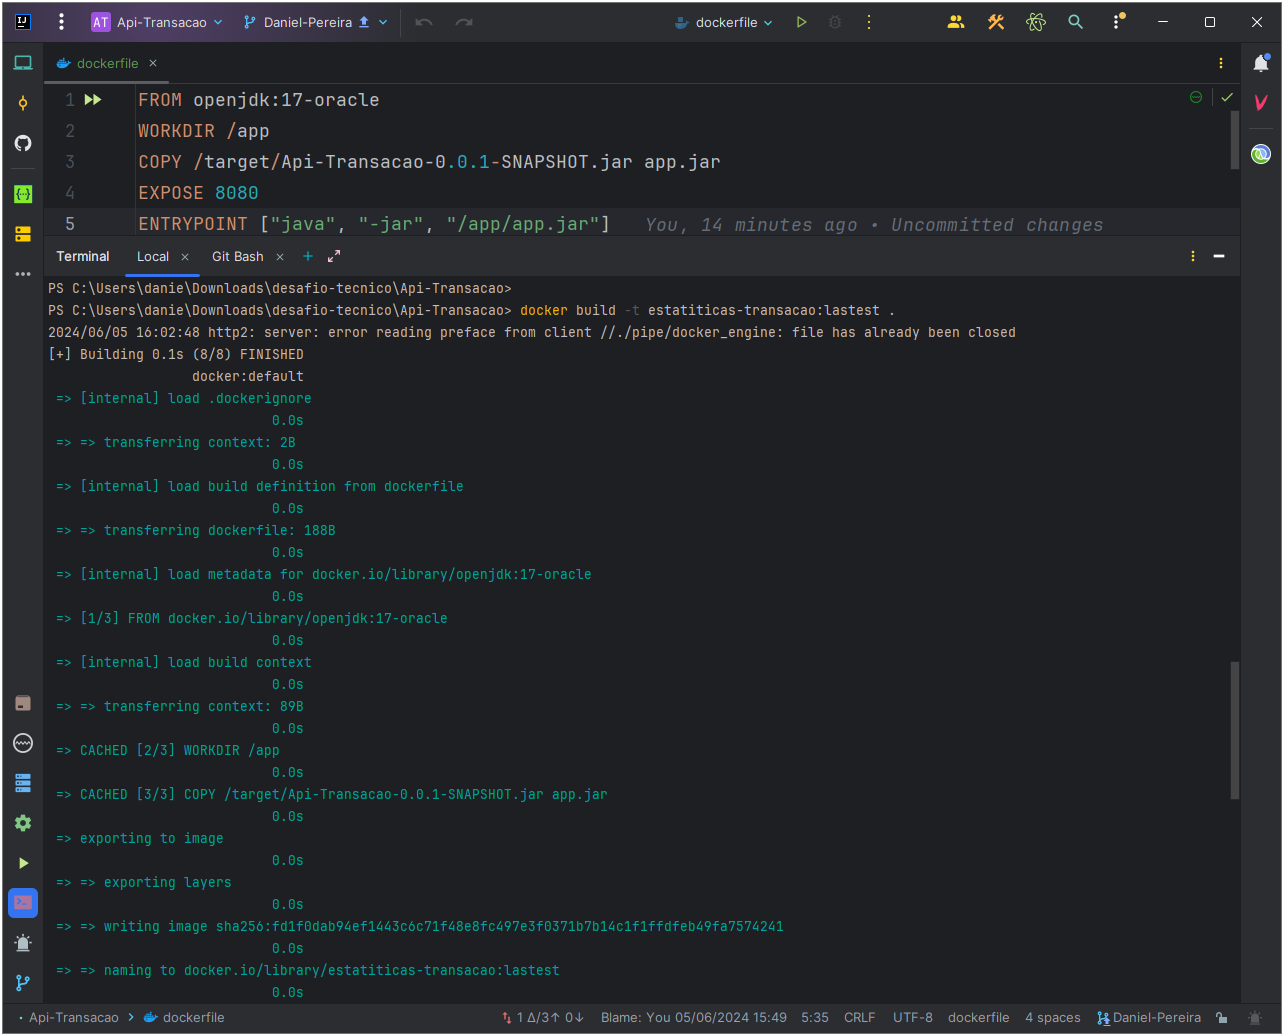 IJ
AT Api-Transacao
Daniel-Pereira
dockerfile
dockerfile
1 FROM openjdk:17-oracle
2 WORKDIR /app
3 COPY /target/Api-Transacao-0.0.1-SNAPSHOT.jar app.jar
4 EXPOSE 8080
5 ENTRYPOINT ["java", "-jar", "/app/app.jar"] You, 14 minutes ago • Uncommitted changes
Terminal Local Git Bash
PS C:\Users\danie\Downloads\desafio-tecnico\Api-Transacao>
PS C:\Users\danie\Downloads\desafio-tecnico\Api-Transacao> docker build -t estatiticas-transacao:lastest .
2024/06/05 16:02:48 http2: server: error reading preface from client //./pipe/docker_engine: file has already been closed
[+] Building 0.1s (8/8) FINISHED
docker:default
=> [internal] load .dockerignore
0.0s
=> => transferring context: 2B
0.0s
=> [internal] load build definition from dockerfile
0.0s
=> => transferring dockerfile: 188B
0.0s
=> [internal] load metadata for docker.io/library/openjdk:17-oracle
0.0s
=> [1/3] FROM docker.io/library/openjdk:17-oracle
0.0s
=> [internal] load build context
0.0s
=> => transferring context: 89B
0.0s
=> CACHED [2/3] WORKDIR /app
0.0s
=> CACHED [3/3] COPY /target/Api-Transacao-0.0.1-SNAPSHOT.jar app.jar
0.0s
=> exporting to image
0.0s
=> => exporting layers
0.0s
=> => writing image sha256:fd1f0dab94ef1443c6c71f48e8fc497e3f0371b7b14c1f1ffdfeb49fa7574241
0.0s
=> => naming to docker.io/library/estatiticas-transacao:lastest
0.0s
Api-Transacao > dockerfile 1 Δ/3↑ 0↓ Blame: You 05/06/2024 15:49 5:35 CRLF UTF-8 dockerfile 4 spaces Daniel-Pereira